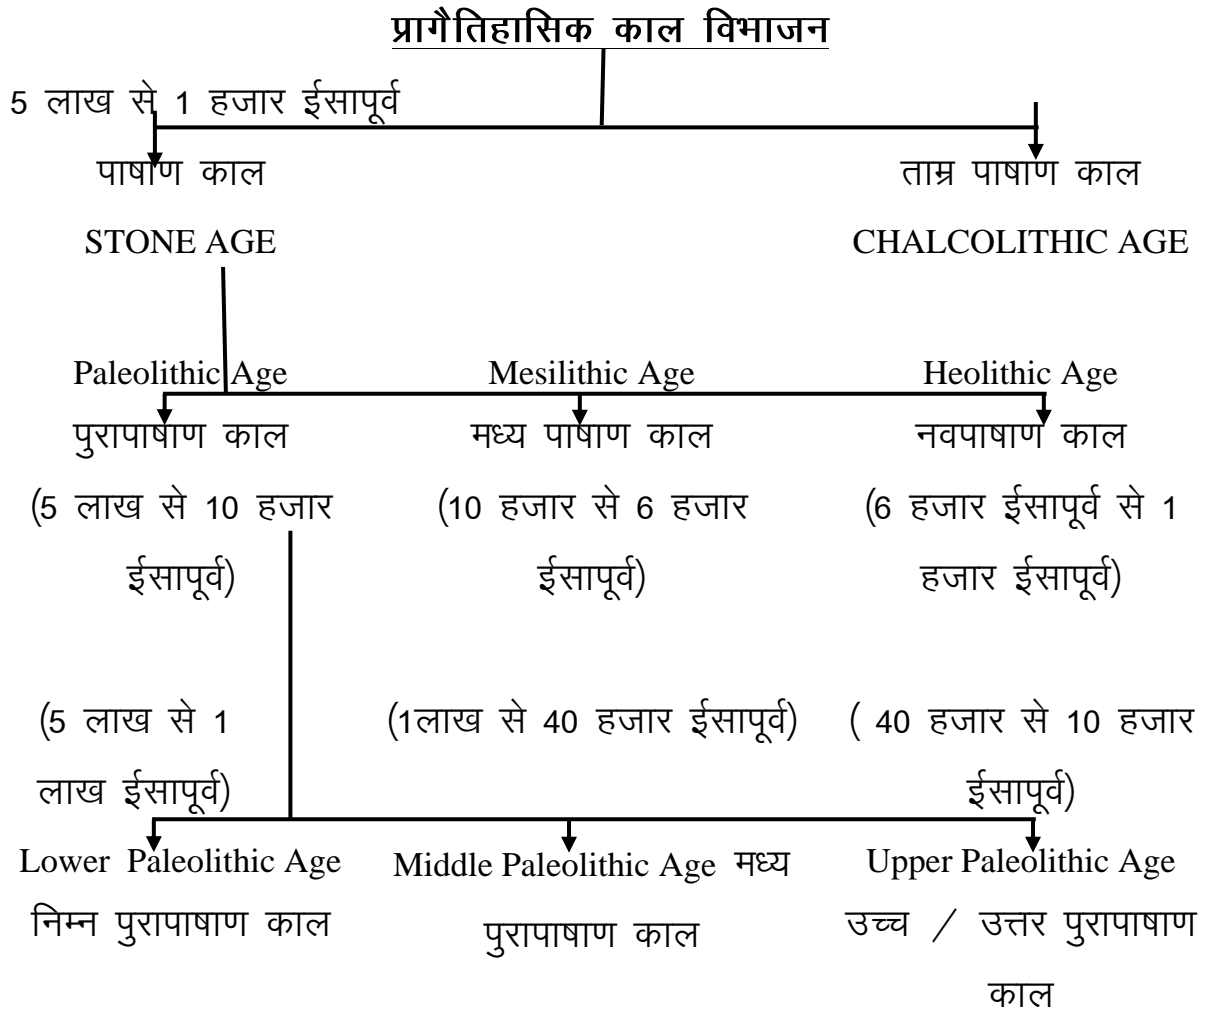 प्रागैतिहासिक काल विभाजन
5 लाख से 1 हजार ईसापूर्व
पाषाण काल
ताम्र पाषाण काल
STONE AGE
CHALCOLITHIC AGE
Paleolithic Age
Mesilithic Age
Heolithic Age
पुरापाषाण काल
मध्य पाषाण काल
नवपाषाण काल
(5 लाख से 10 हजार
ईसापूर्व)
(10 हजार से 6 हजार
ईसापूर्व)
(6 हजार ईसापूर्व से 1
हजार ईसापूर्व)
(5 लाख से 1
लाख ईसापूर्व)
(1लाख से 40 हजार ईसापूर्व)
( 40 हजार से 10 हजार
ईसापूर्व)
Lower Paleolithic Age
निम्न पुरापाषाण काल
Middle Paleolithic Age मध्य
पुरापाषाण काल
Upper Paleolithic Age
उच्च / उत्तर पुरापाषाण
काल